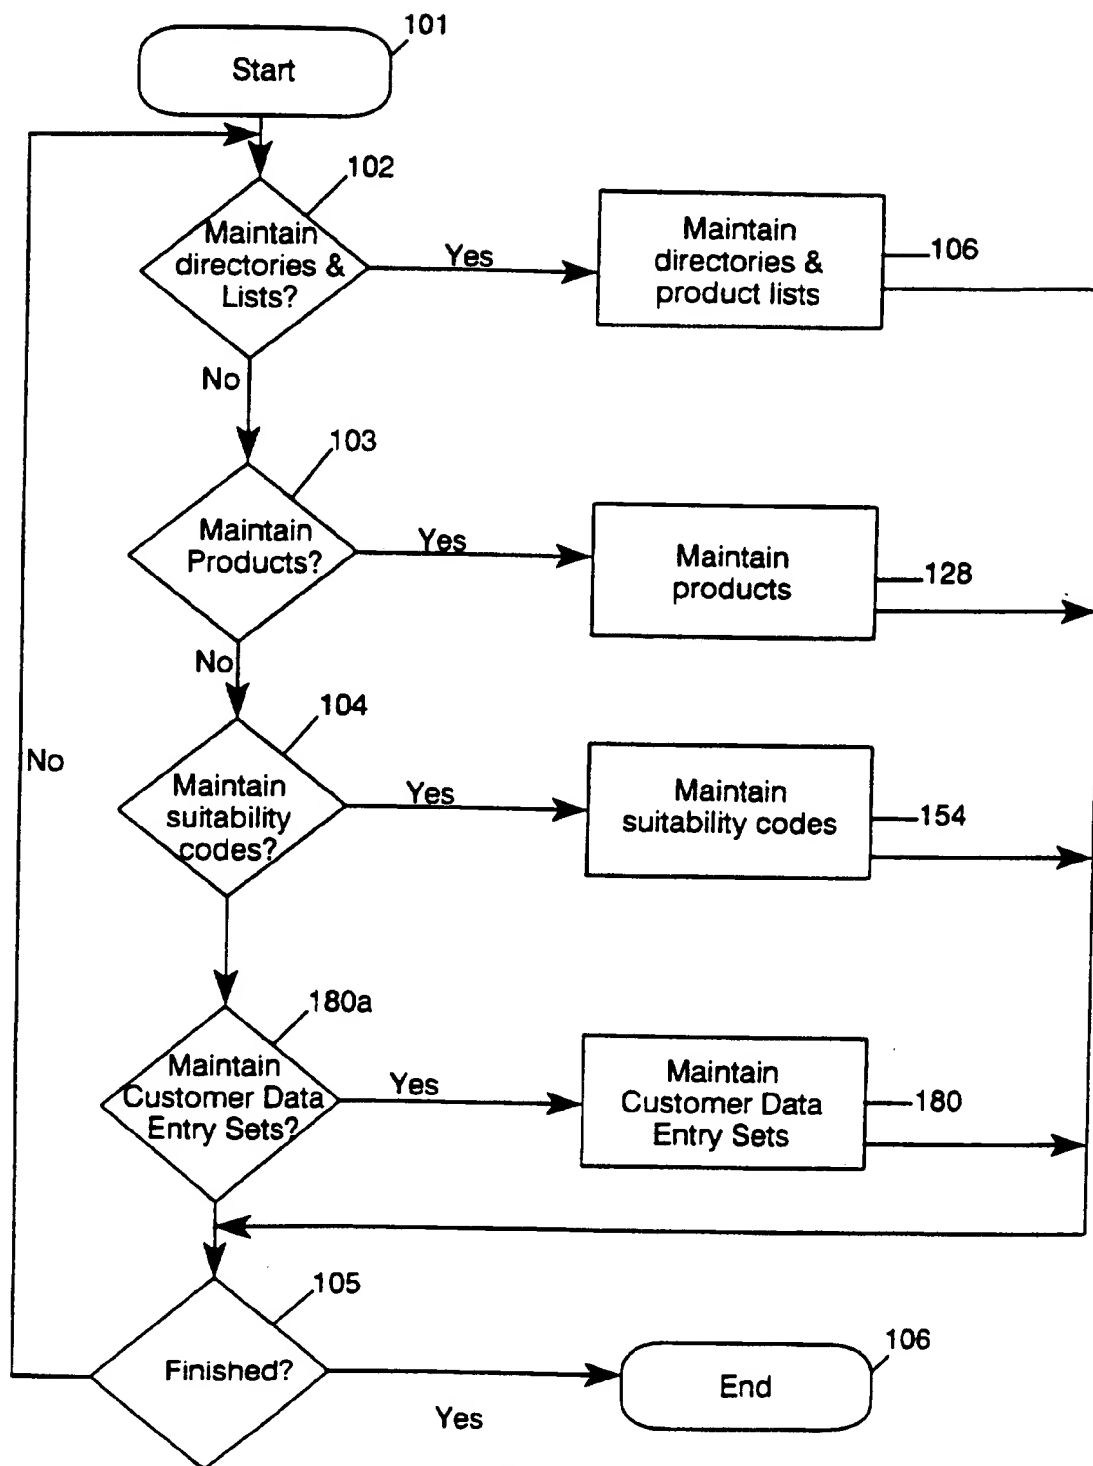 101
Start
102
Maintain
directories &
Lists?
Yes
Maintain
directories &
product lists
106
No
103
Maintain
Products?
Yes
Maintain
products
128
No
104
Maintain
suitability
codes?
Yes
Maintain
suitability codes
154
No
180a
Maintain
Customer Data
Entry Sets?
Yes
Maintain
Customer Data
Entry Sets
180
105
Finished?
Yes
106
End